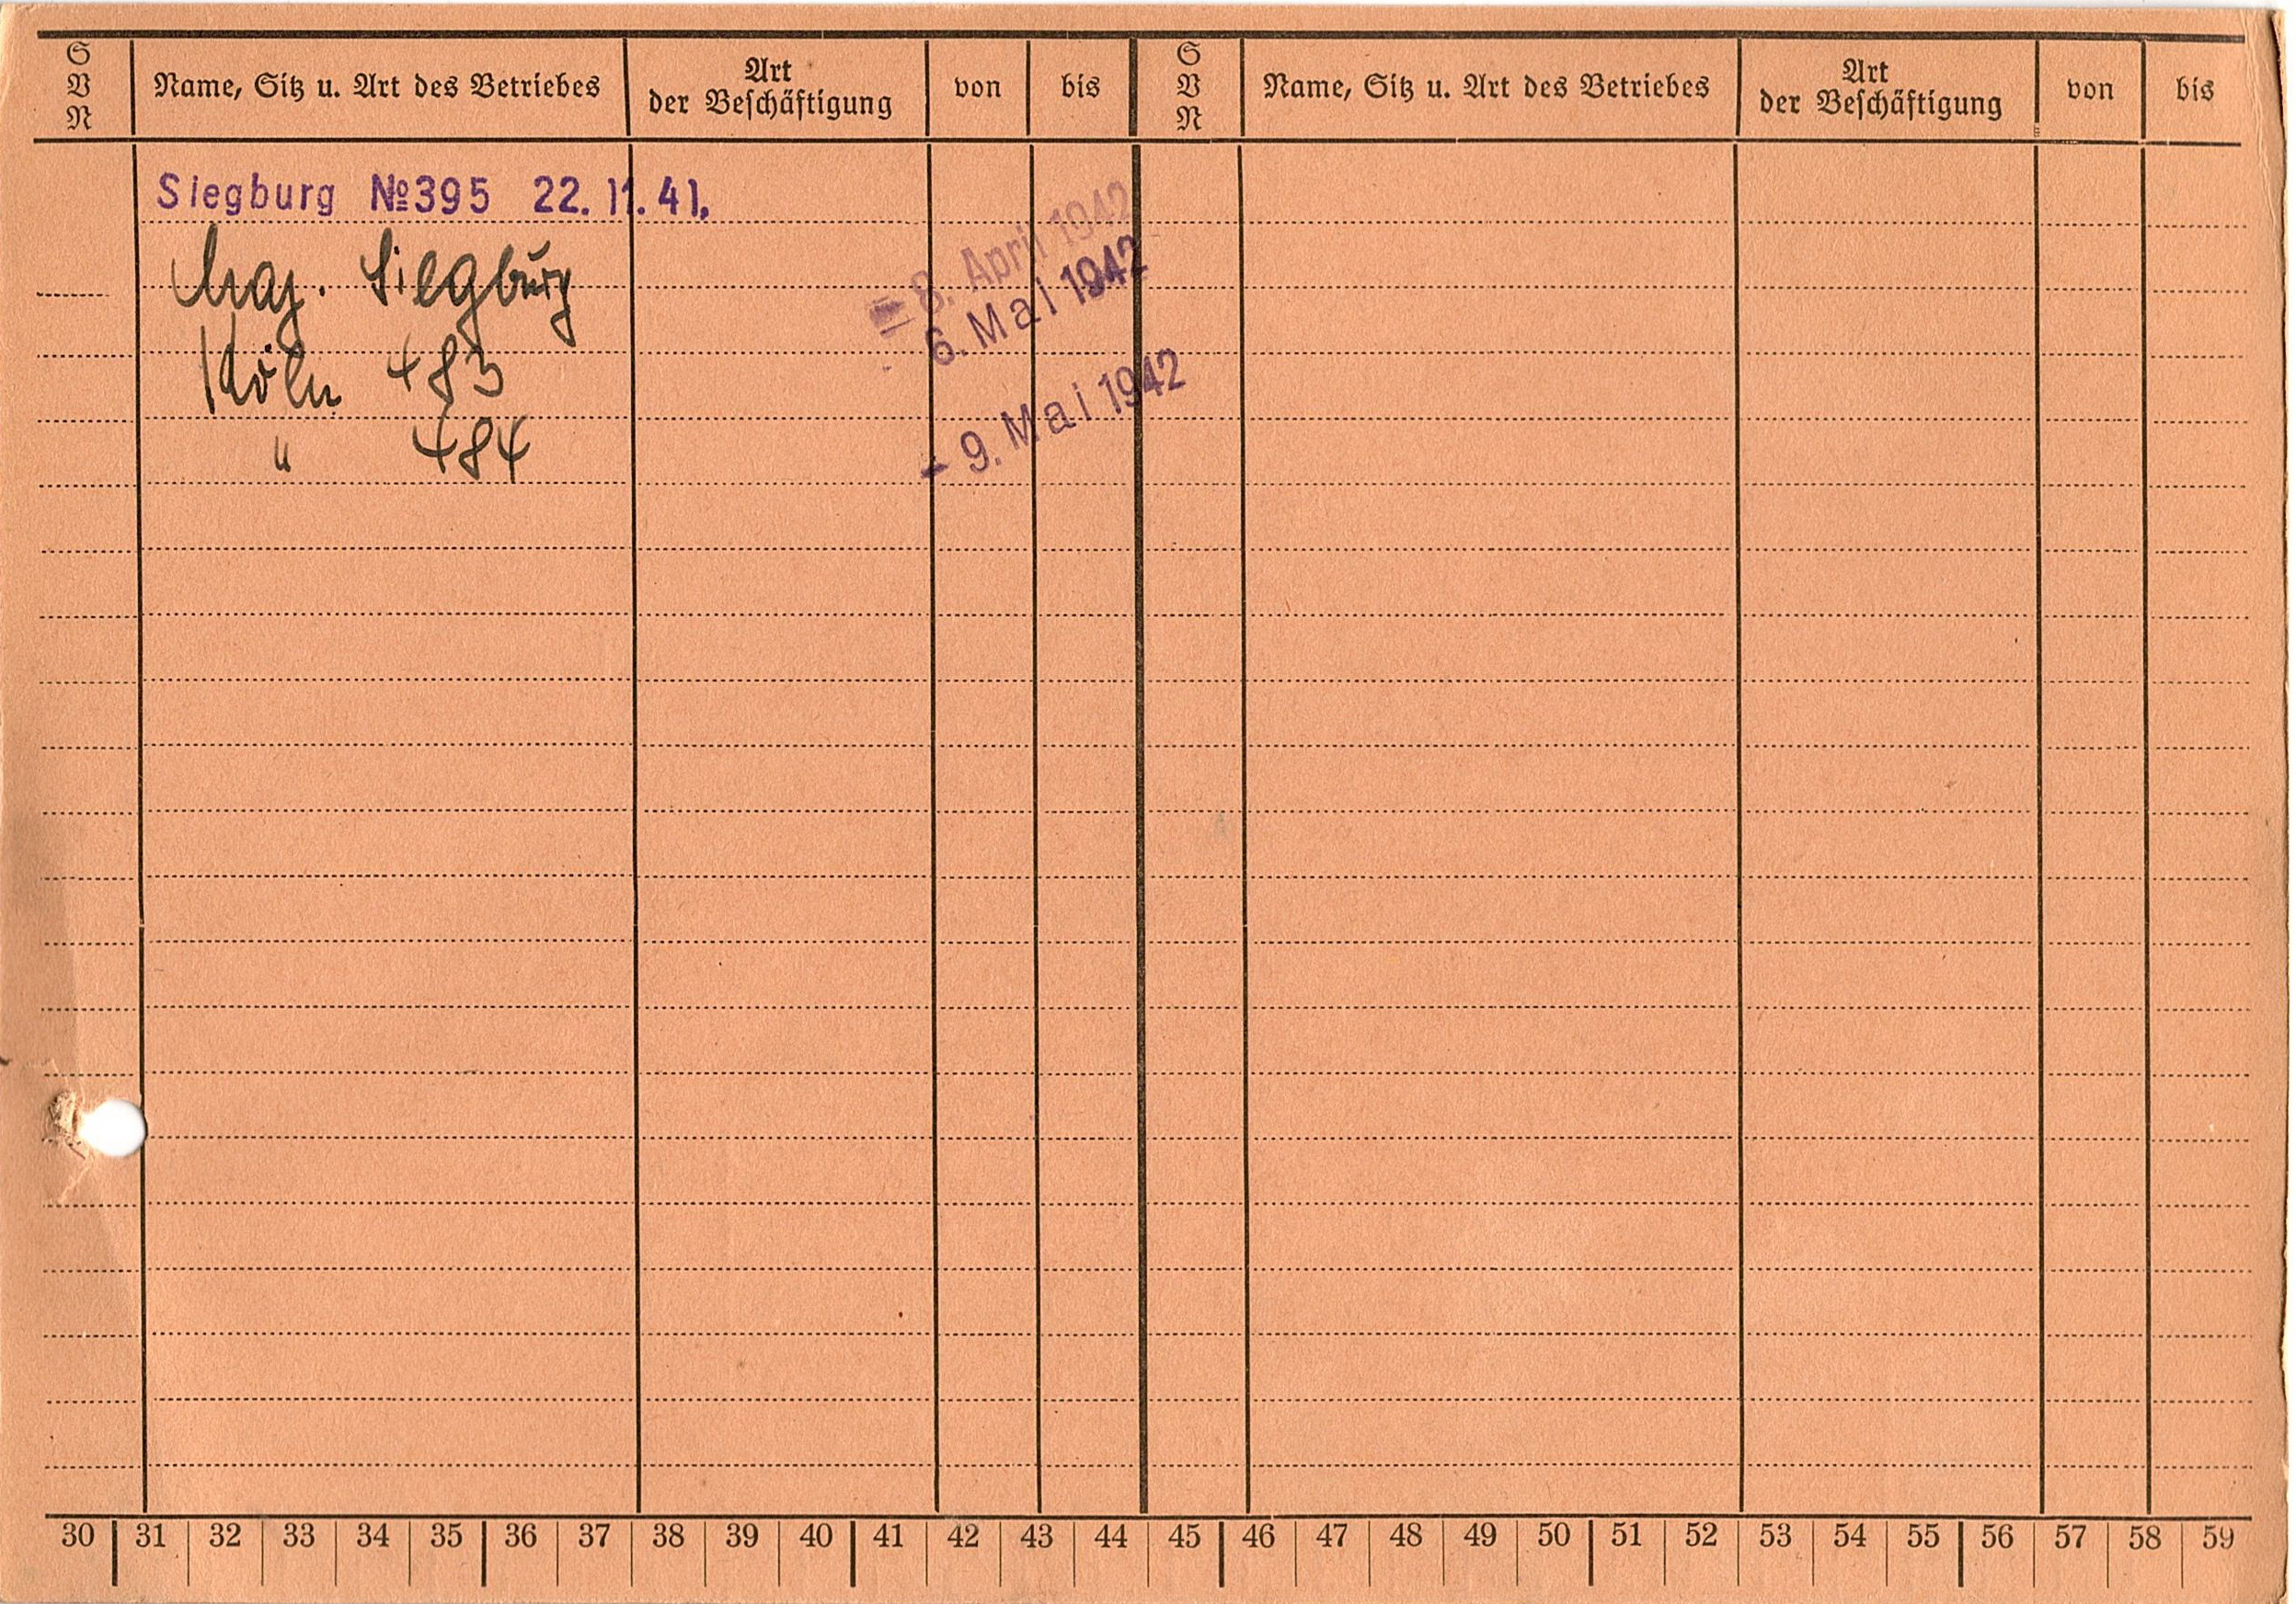 S V N Name, Sitz u. Art des Betriebes Art der Beschäftigung von bis S V N Name, Sitz u. Art des Betriebes Art der Beschäftigung von bis
Siegburg №395 22.11.41.
Siegburg
= 8. April 1942
6. Mai 1942
Köln 483
" 484
- 9. Mai 1942
30 31 32 33 34 35 36 37 38 39 40 41 42 43 44 45 46 47 48 49 50 51 52 53 54 55 56 57 58 59